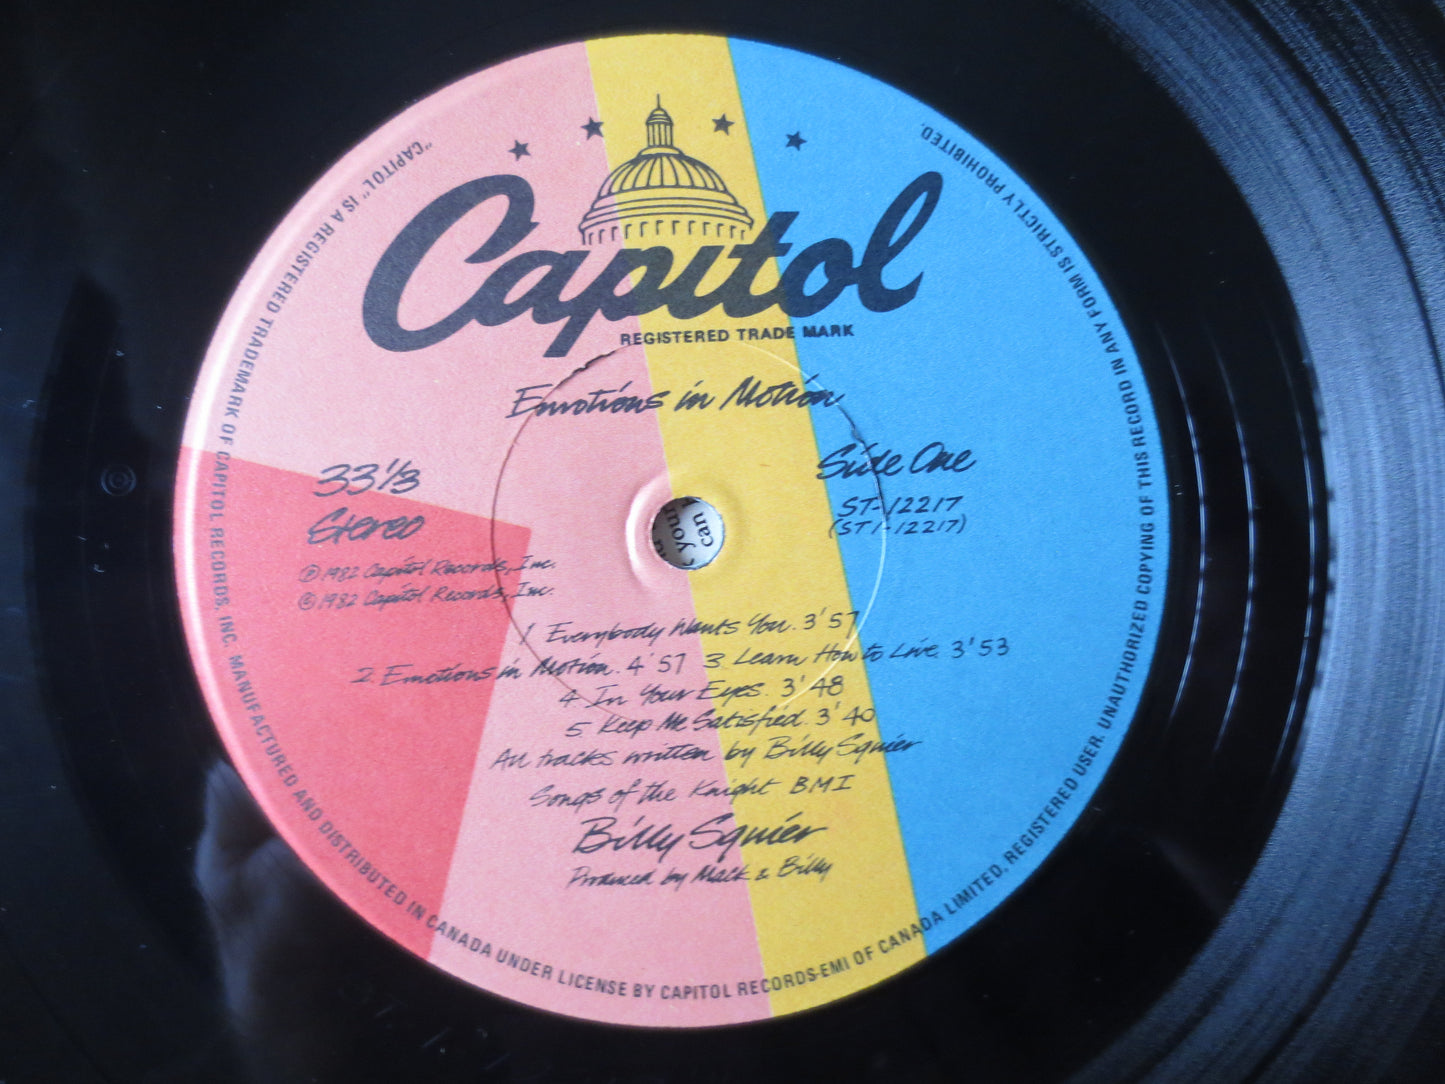 Capitol
REGISTERED TRADE MARK
Emotions in Motion
33⅓
Stereo
Side One
ST-12217
(ST 1-12217)
℗ 1982 Capitol Records, Inc.
© 1982 Capitol Records, Inc.
1 Everybody Wants You. 3'57
2. Emotions in Motion. 4'57 3. Learn How to Love. 3'53
4. In Your Eyes. 3'48
5. Keep Me Satisfied. 3'40
All tracks written by Billy Squier
Songs of the Knight BMI
Billy Squier
Produced by Mack & Billy
"CAPITOL" IS A REGISTERED TRADEMARK OF CAPITOL RECORDS, INC. MANUFACTURED AND DISTRIBUTED IN CANADA UNDER LICENSE BY CAPITOL RECORDS-EMI OF CANADA LIMITED, REGISTERED USER. UNAUTHORIZED COPYING OF THIS RECORD IN ANY FORM IS STRICTLY PROHIBITED.
your
can